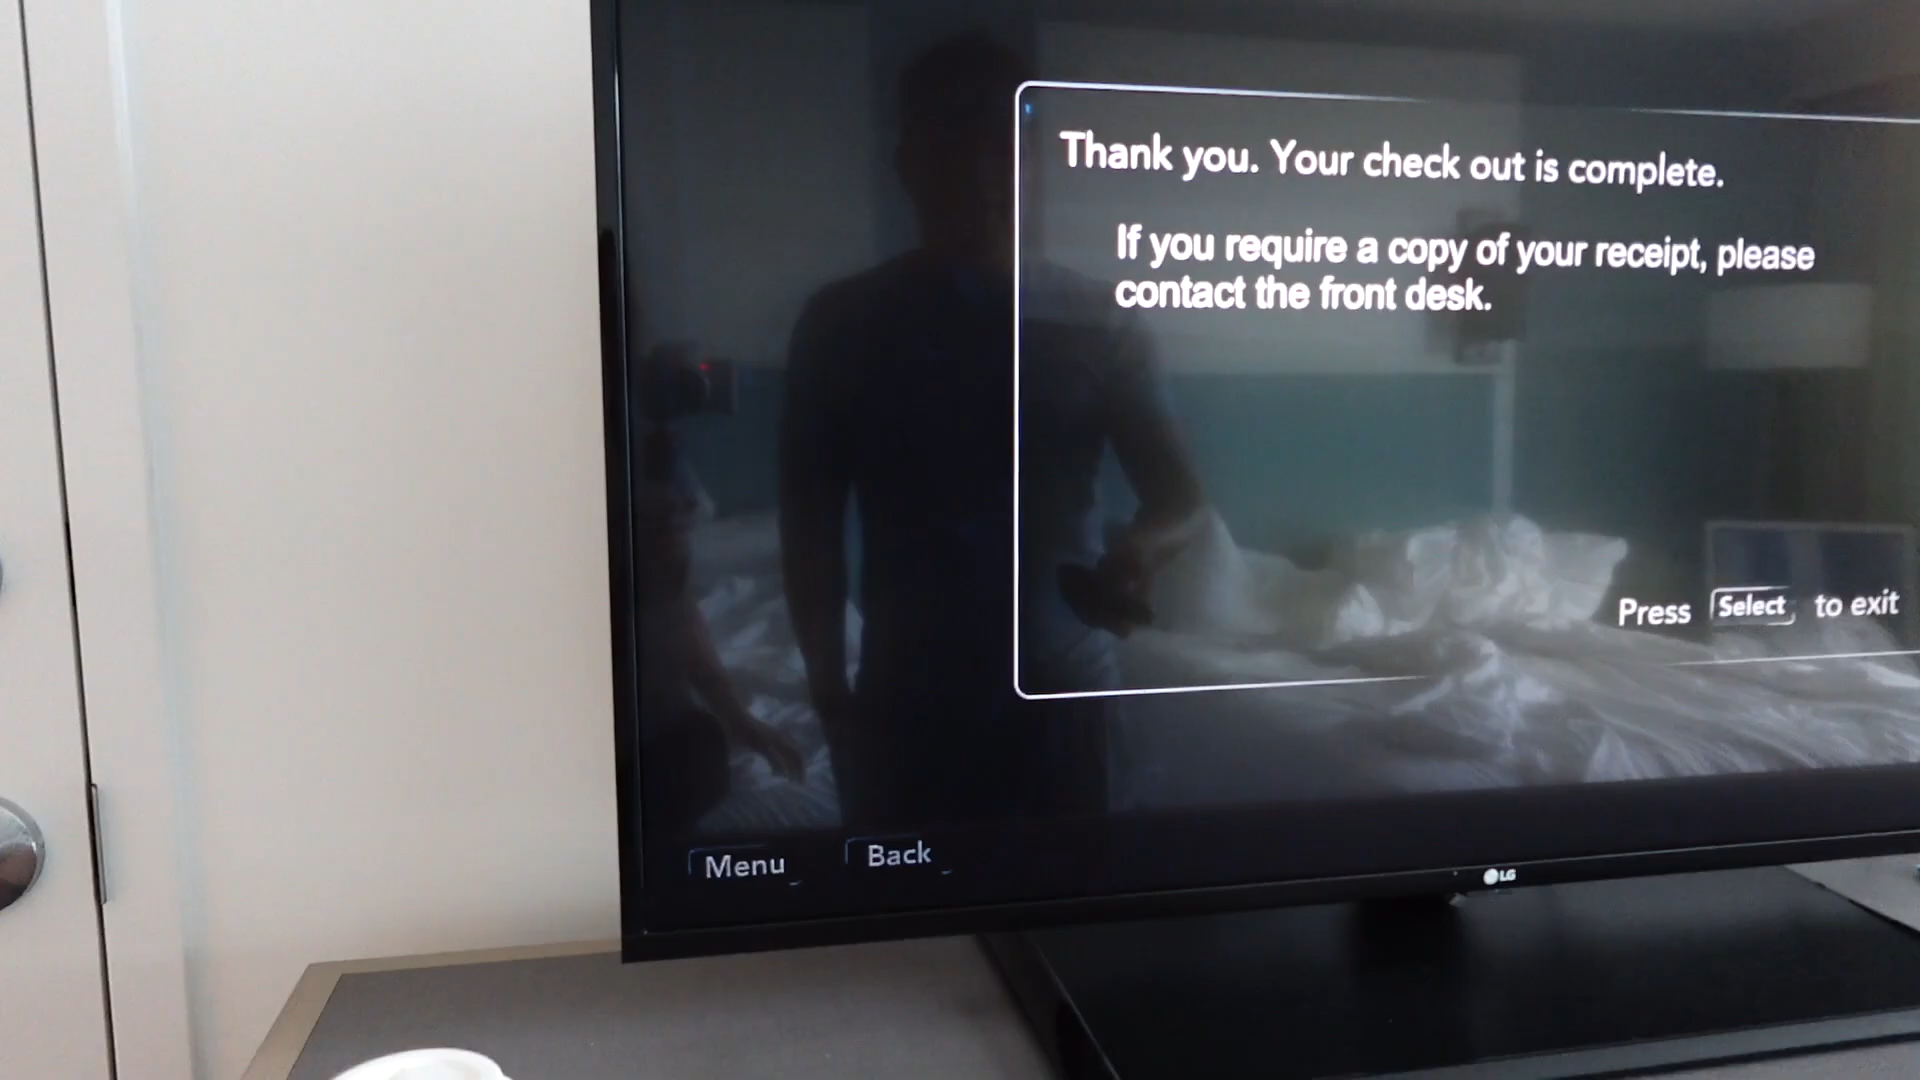 Thank you. Your check out is complete.
If you require a copy of your receipt, please
contact the front desk.
Press Select to exit
Menu Back
LG